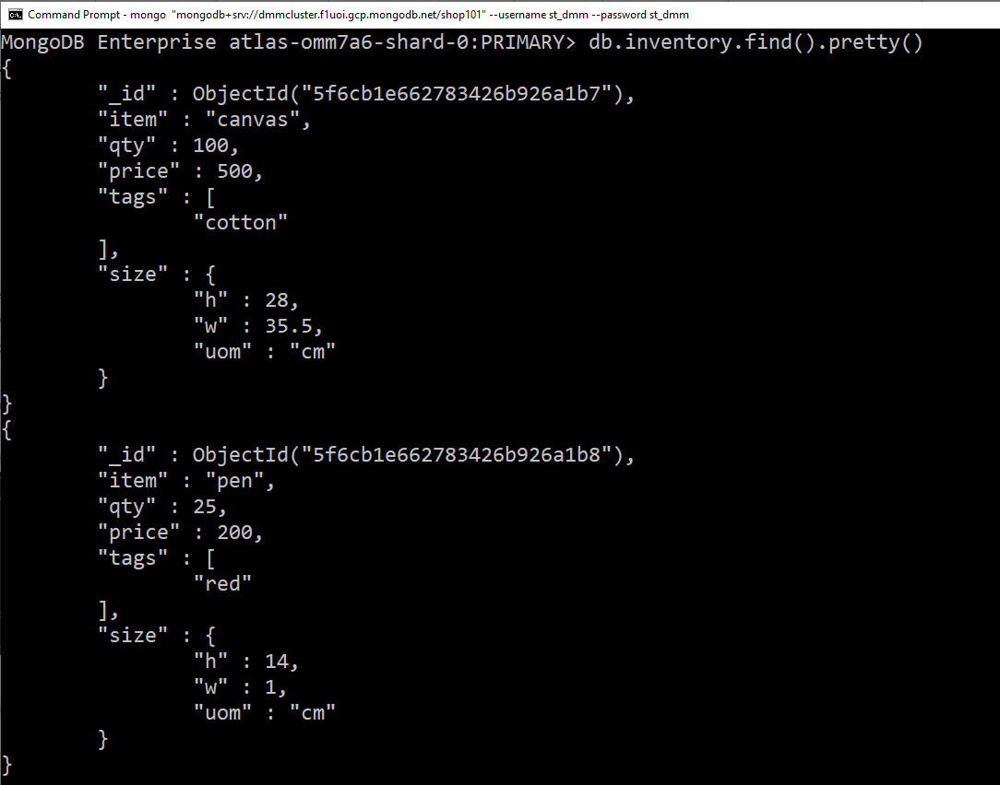 Command Prompt - mongo "mongodb+srv://dmmcluster.f1uoi.gcp.mongodb.net/shop101" --username st_dmm --password st_dmm
MongoDB Enterprise atlas-omm7a6-shard-0:PRIMARY> db.inventory.find().pretty()
{
        "_id" : ObjectId("5f6cb1e662783426b926a1b7"),
        "item" : "canvas",
        "qty" : 100,
        "price" : 500,
        "tags" : [
                "cotton"
        ],
        "size" : {
                "h" : 28,
                "w" : 35.5,
                "uom" : "cm"
        }
}
{
        "_id" : ObjectId("5f6cb1e662783426b926a1b8"),
        "item" : "pen",
        "qty" : 25,
        "price" : 200,
        "tags" : [
                "red"
        ],
        "size" : {
                "h" : 14,
                "w" : 1,
                "uom" : "cm"
        }
}